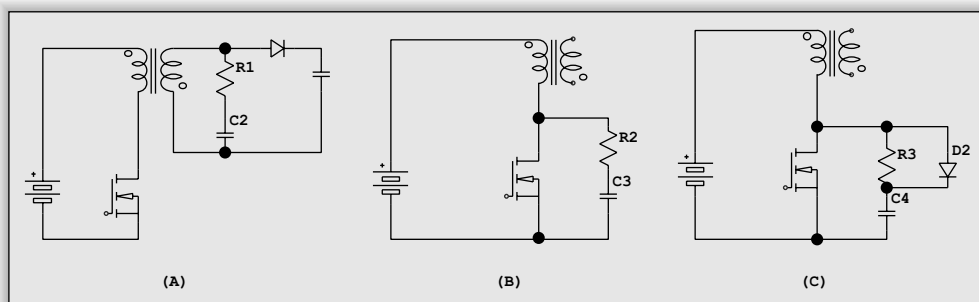 R1
C2
+
(A)
R2
C3
+
(B)
D2
R3
C4
+
(C)